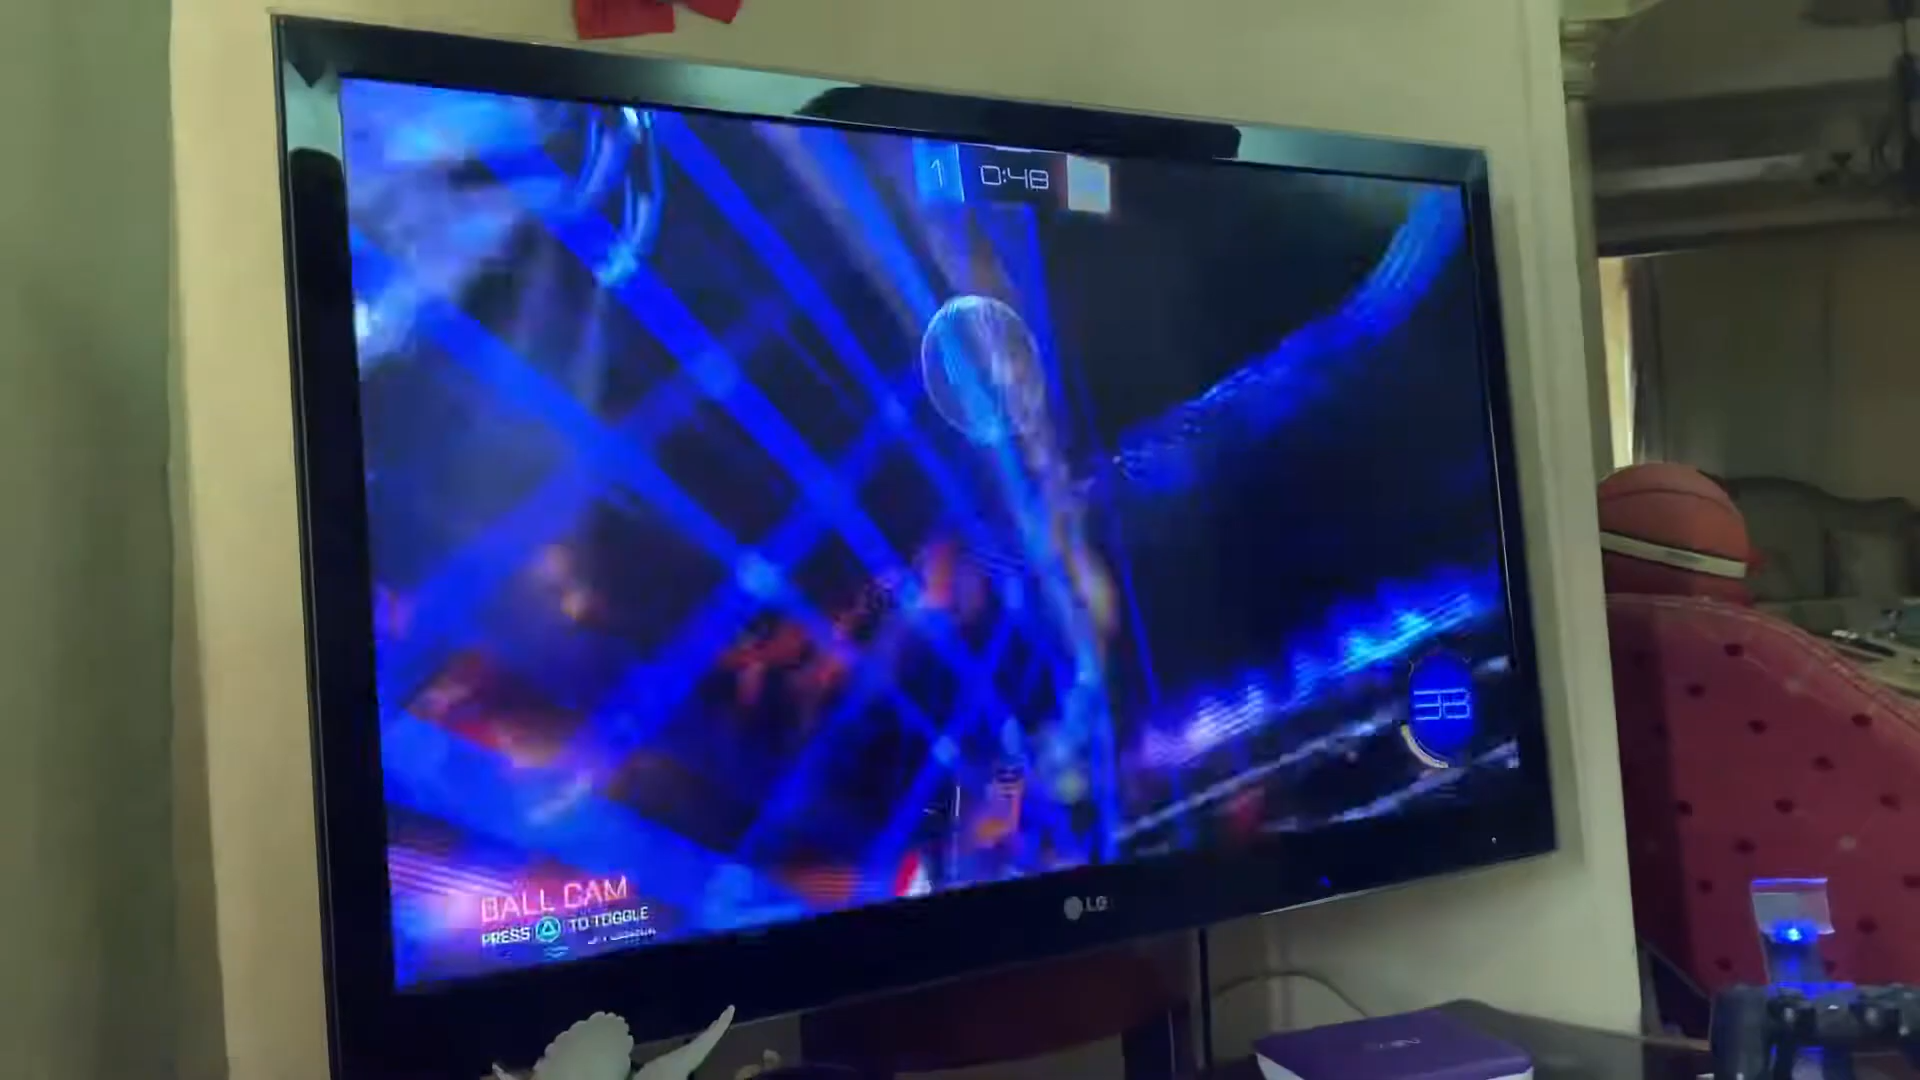 1 0:48
38
BALL CAM
PRESS TO TOGGLE
LG